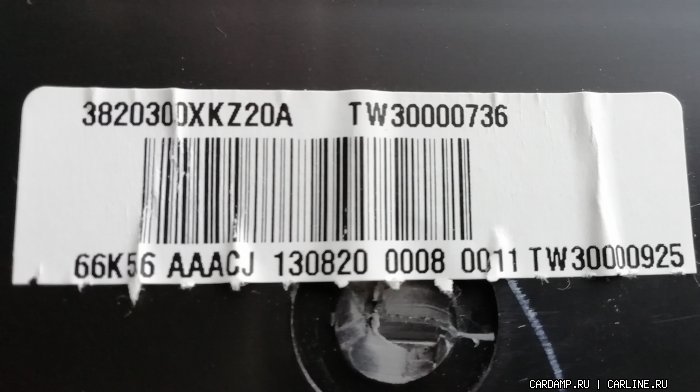 3820300XKZ20A TW30000736
66K56 AAACJ 130820 0008 0011 TW30000925
CARDAMP.RU | CARLINE.RU